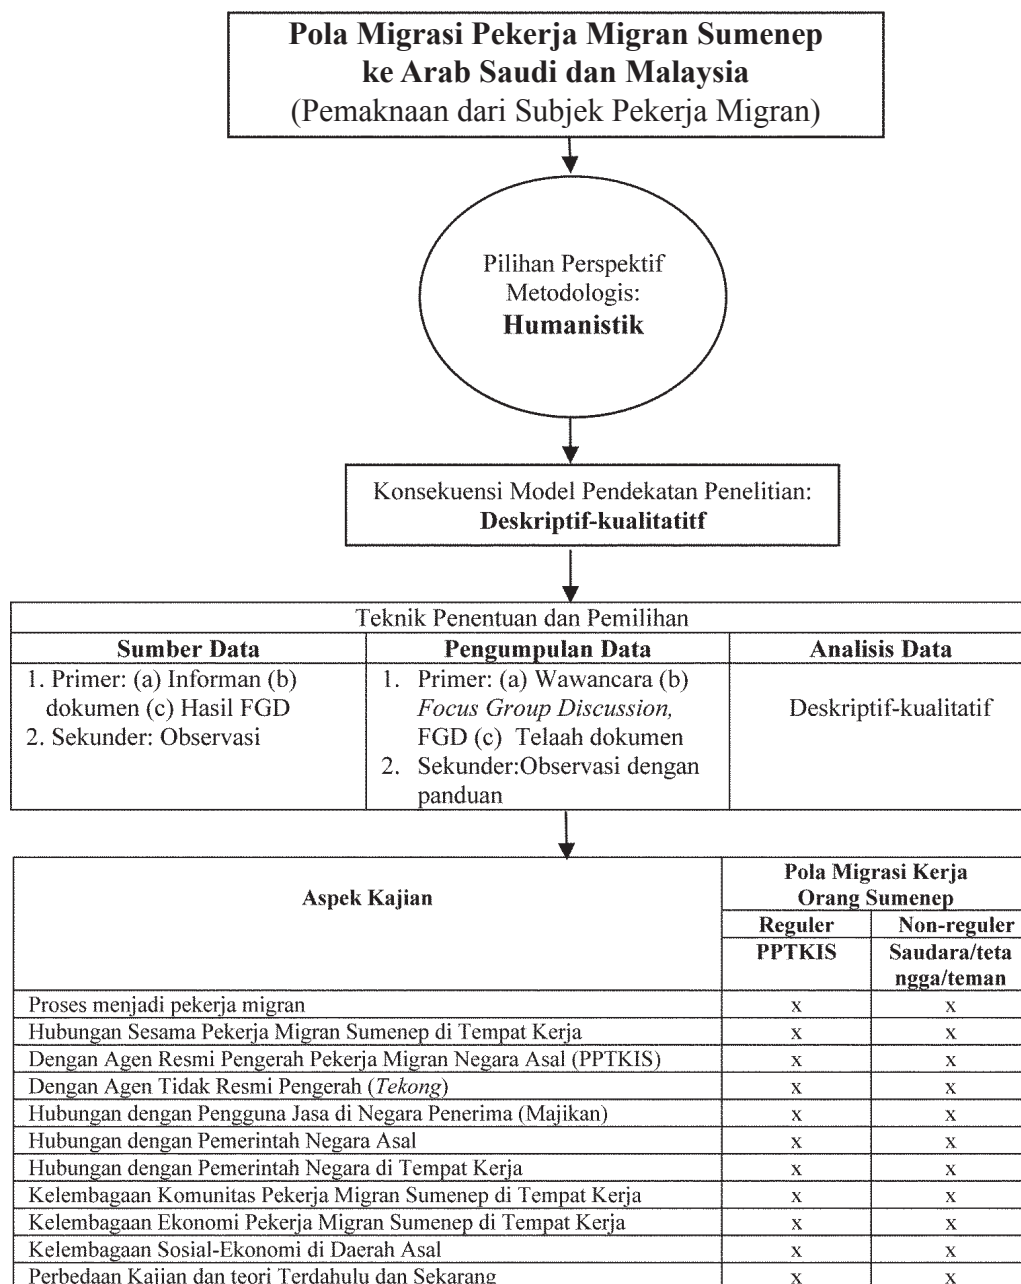 Pola Migrasi Pekerja Migran Sumenep
ke Arab Saudi dan Malaysia
(Pemaknaan dari Subjek Pekerja Migran)
Pilihan Perspektif
Metodologis:
Humanistik
Konsekuensi Model Pendekatan Penelitian:
Deskriptif-kualitatitf
Teknik Penentuan dan Pemilihan
Sumber Data
1. Primer: (a) Informan (b)
dokumen (c) Hasil FGD
2. Sekunder: Observasi
Pengumpulan Data
1. Primer: (a) Wawancara (b)
Focus Group Discussion,
FGD (c) Telaah dokumen
2. Sekunder:Observasi dengan
panduan
Analisis Data
Deskriptif-kualitatif
Aspek Kajian
Pola Migrasi Kerja
Orang Sumenep
Reguler
Non-reguler
PPTKIS
Saudara/teta
ngga/teman
Proses menjadi pekerja migran x x
Hubungan Sesama Pekerja Migran Sumenep di Tempat Kerja x x
Dengan Agen Resmi Pengerah Pekerja Migran Negara Asal (PPTKIS) x x
Dengan Agen Tidak Resmi Pengerah (Tekong) x x
Hubungan dengan Pengguna Jasa di Negara Penerima (Majikan) x x
Hubungan dengan Pemerintah Negara Asal x x
Hubungan dengan Pemerintah Negara di Tempat Kerja x x
Kelembagaan Komunitas Pekerja Migran Sumenep di Tempat Kerja x x
Kelembagaan Ekonomi Pekerja Migran Sumenep di Tempat Kerja x x
Kelembagaan Sosial-Ekonomi di Daerah Asal x x
Perbedaan Kajian dan teori Terdahulu dan Sekarang x x